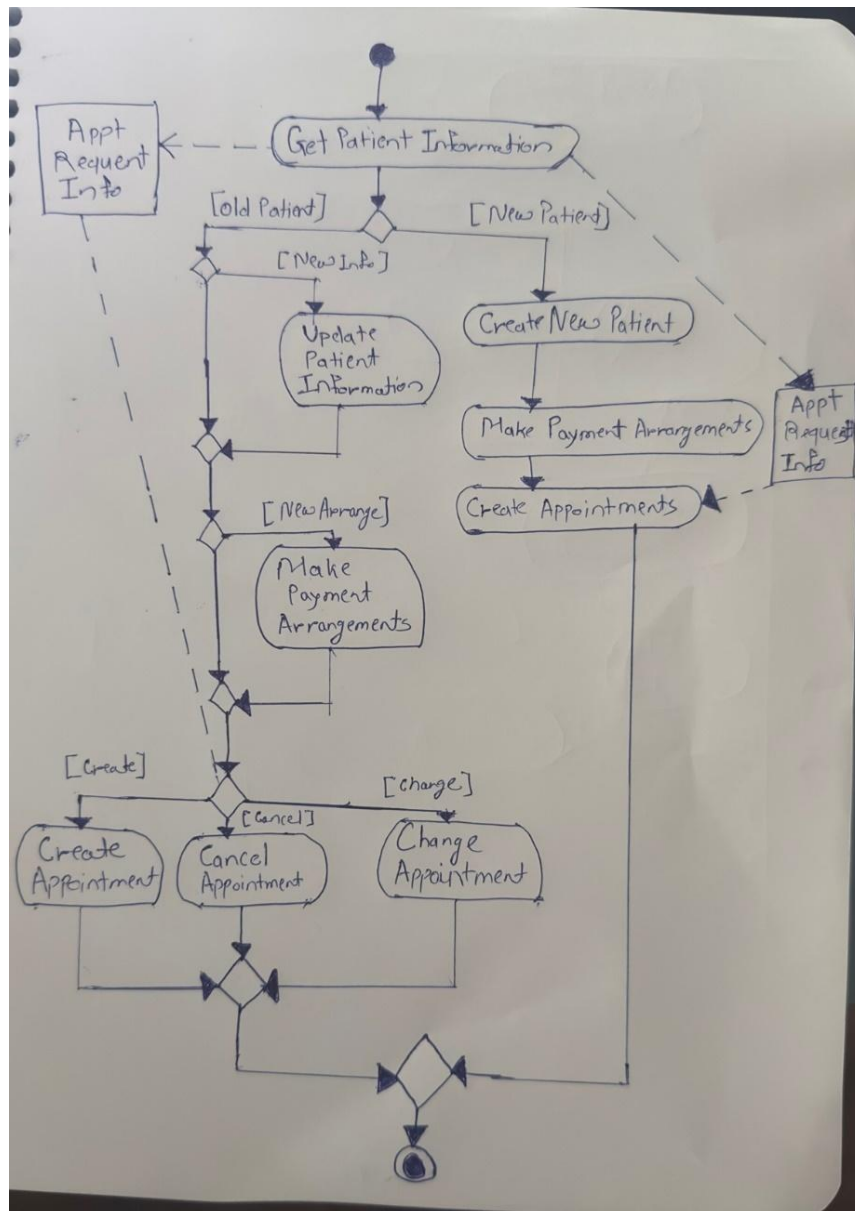 Get Patient Information
Appt
Requent
Info
[Old Patient]
[New Patient]
[New Info]
Update
Patient
Information
Create New Patient
Make Payment Arrangements
Appt
Request
Info
Create Appointments
[New Arrange]
Make
Payment
Arrangements
[Create]
[Cancel]
[Change]
Create
Appointment
Cancel
Appointment
Change
Appointment